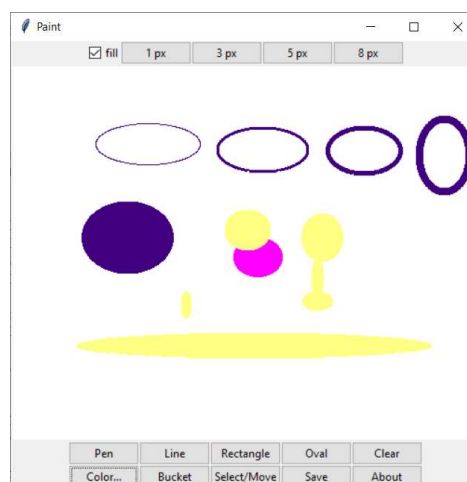 Paint
fill 1 px 3 px 5 px 8 px
Pen Line Rectangle Oval Clear
Color... Bucket Select/Move Save About